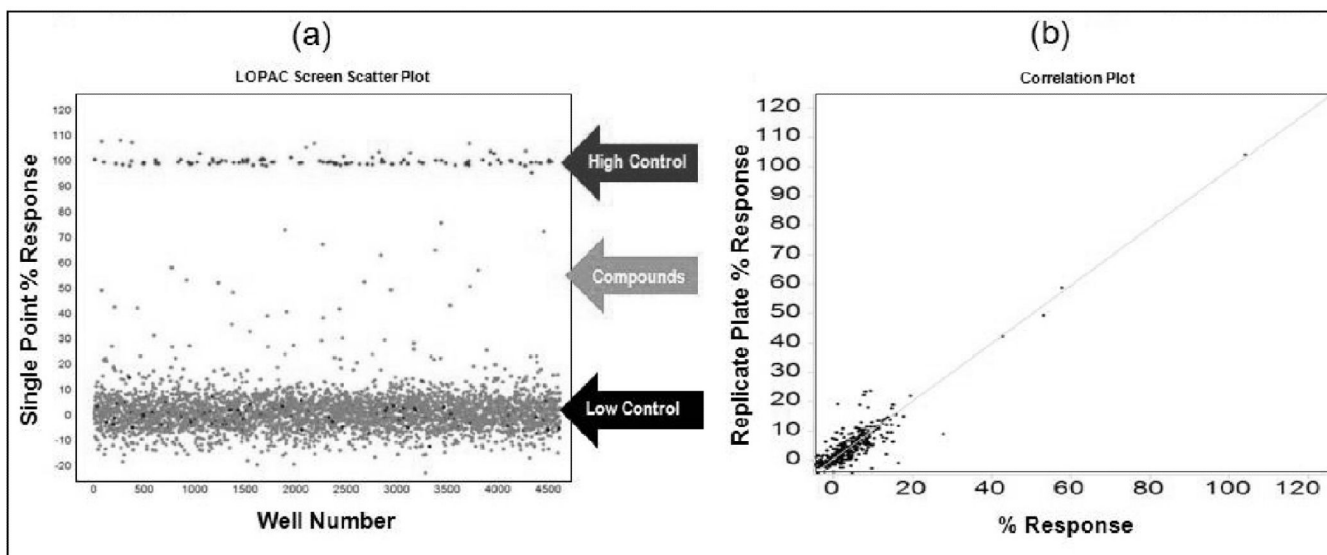 (a)
LOPAC Screen Scatter Plot
Single Point % Response
120
110
100
90
80
70
60
50
40
30
20
10
0
-10
-20
0 500 1000 1500 2000 2500 3000 3500 4000 4500
Well Number
High Control
Compounds
Low Control
(b)
Correlation Plot
Replicate Plate % Response
120
110
100
90
80
70
60
50
40
30
20
10
0
0 20 40 60 80 100 120
% Response